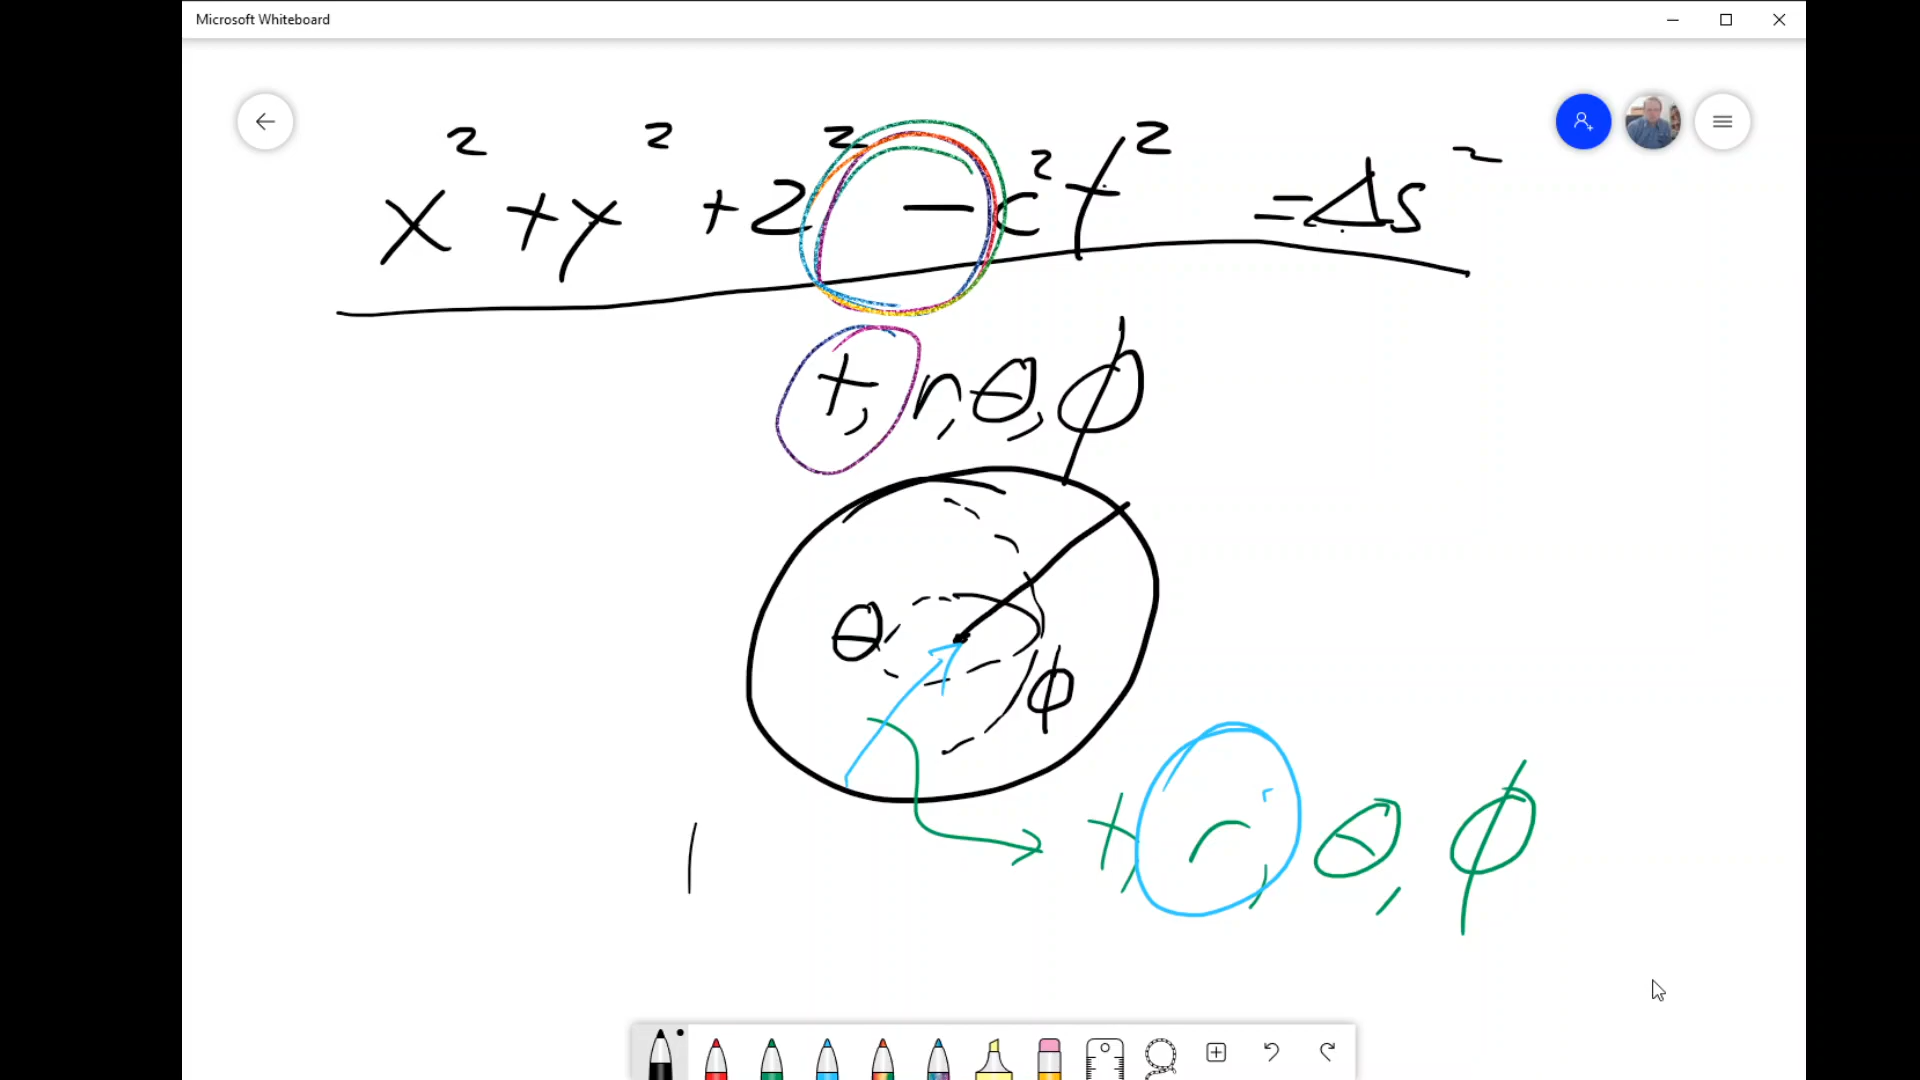 Microsoft Whiteboard
x² + y² + z² - c²t² = Δs²
t, r, θ, ϕ
θ
ϕ
t, r, θ, ϕ